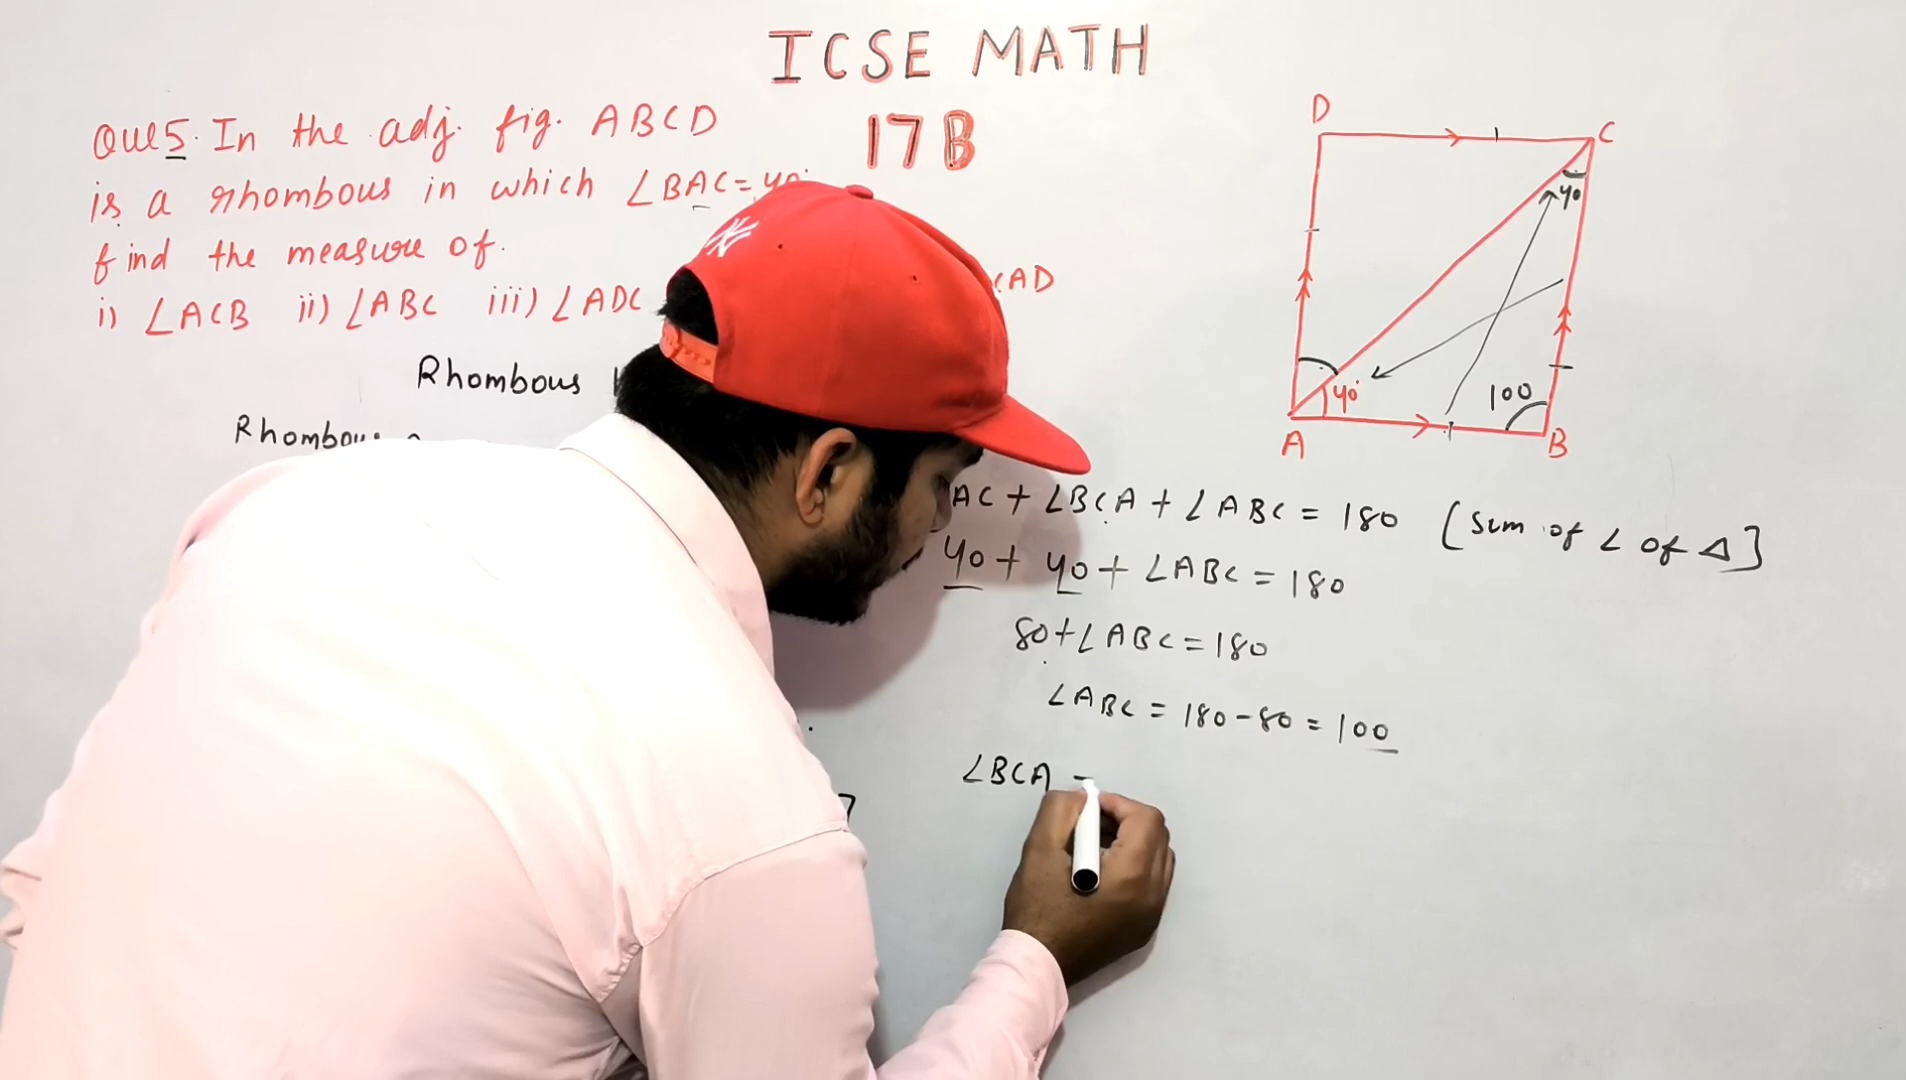 ICSE MATH
17B
Que5. In the adj. fig. ABCD
is a rhombous in which ∠BAC=40°
find the measure of.
i) ∠ACB ii) ∠ABC iii) ∠ADC CAD
Rhombous
Rhombous
D
C
40
40°
100
A
B
AC + ∠BCA + ∠ABC = 180 [Sum of ∠ of Δ]
40 + 40 + ∠ABC = 180
80+∠ABC=180
∠ABC = 180-80 = 100
∠BCA